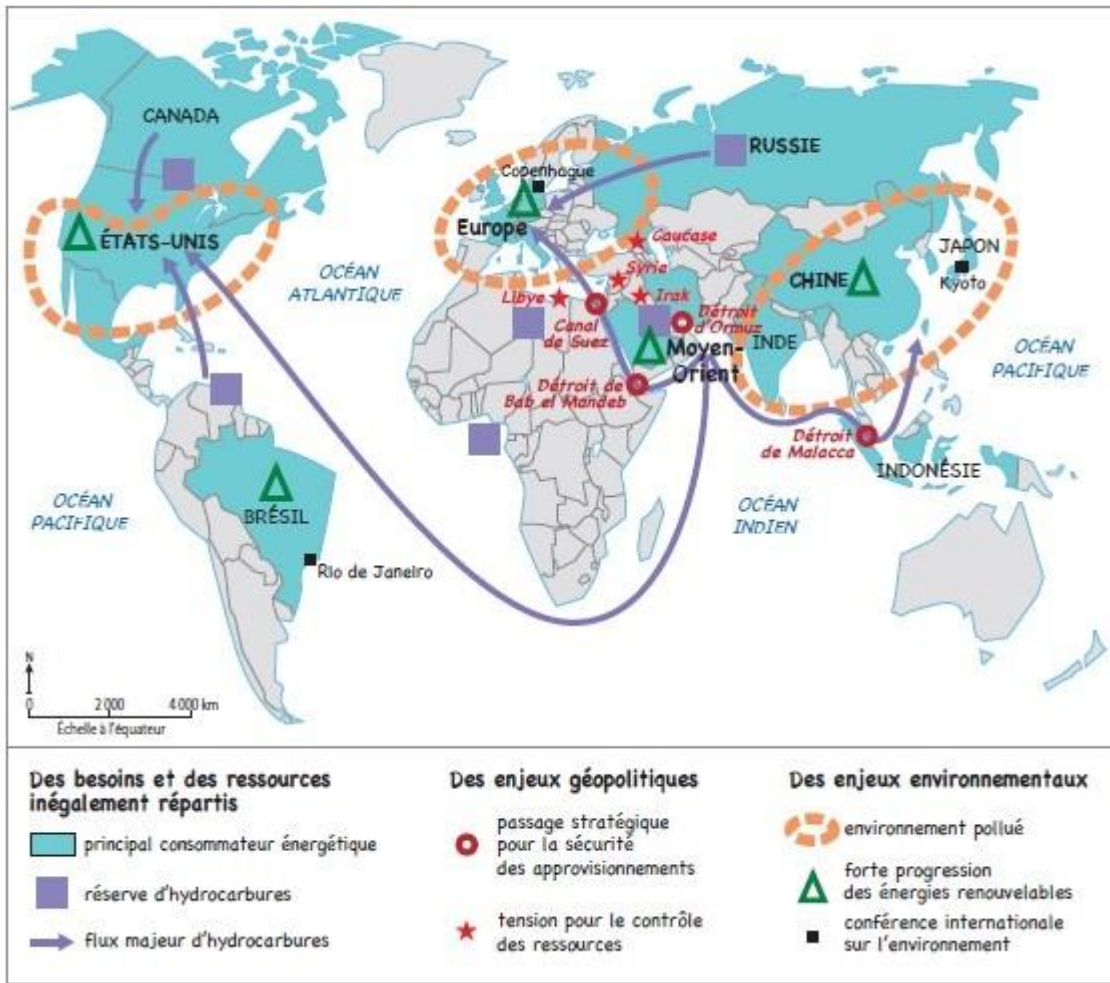 CANADA
RUSSIE
Copenhague
ÉTATS-UNIS
Europe
Caucase
JAPON
OCÉAN
ATLANTIQUE
Syrie
CHINE
Kyoto
Libye
Irak
Canal
de Suez
Détroit
d'Ormuz
INDE
Moyen-
Orient
OCÉAN
PACIFIQUE
Détroit de
Bab el Mandeb
Détroit
de Malacca
INDONÉSIE
BRÉSIL
OCÉAN
PACIFIQUE
OCÉAN
INDIEN
Rio de Janeiro
N
0 2 000 4 000 km
Échelle à l'équateur
Des besoins et des ressources
inégalement répartis
principal consommateur énergétique
réserve d'hydrocarbures
flux majeur d'hydrocarbures
Des enjeux géopolitiques
passage stratégique
pour la sécurité
des approvisionnements
tension pour le contrôle
des ressources
Des enjeux environnementaux
environnement pollué
forte progression
des énergies renouvelables
conférence internationale
sur l'environnement